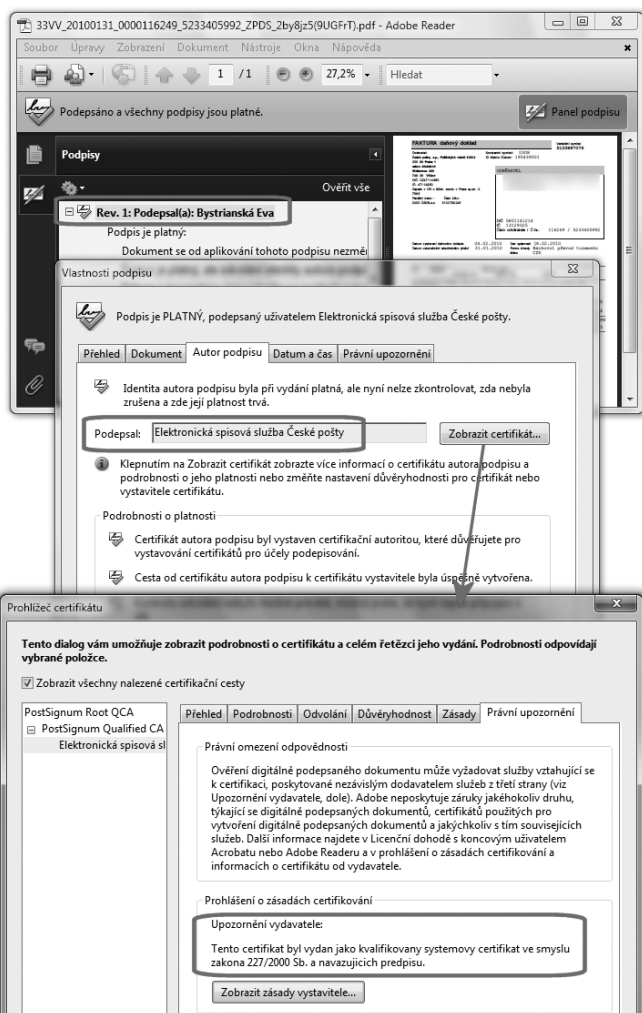 33VV_20100131_0000116249_5233405992_ZPDS_2by8jz5(9UGFrT).pdf - Adobe Reader
Soubor Úpravy Zobrazení Dokument Nástroje Okna Nápověda
1 /1 27,2% Hledat
Podepsáno a všechny podpisy jsou platné.
Panel podpisu
Podpisy
Ověřit vše
Rev. 1: Podepsal(a): Bystrianská Eva
Podpis je platný:
Dokument se od aplikování tohoto podpisu nezměn
FAKTURA daňový doklad
Vlastnosti podpisu
Podpis je PLATNÝ, podepsaný uživatelem Elektronická spisová služba České pošty.
Přehled Dokument Autor podpisu Datum a čas Právní upozornění
Identita autora podpisu byla při vydání platná, ale nyní nelze zkontrolovat, zda nebyla
zrušena a zde její platnost trvá.
Podepsal: Elektronická spisová služba České pošty
Zobrazit certifikát...
Klepnutím na Zobrazit certifikát zobrazte více informací o certifikátu autora podpisu a
podrobnosti o jeho platnosti nebo změňte nastavení důvěryhodnosti pro certifikát nebo
vystavitele certifikátu.
Podrobnosti o platnosti
Certifikát autora podpisu byl vystaven certifikační autoritou, které důvěřujete pro
vystavování certifikátů pro účely podepisování.
Cesta od certifikátu autora podpisu k certifikátu vystavitele byla úspěšně vytvořena.
Prohlížeč certifikátu
Tento dialog vám umožňuje zobrazit podrobnosti o certifikátu a celém řetězci jeho vydání. Podrobnosti odpovídají
vybrané položce.
Zobrazit všechny nalezené certifikační cesty
PostSignum Root QCA
PostSignum Qualified CA
Elektronická spisová sl
Přehled Podrobnosti Odvolání Důvěryhodnost Zásady Právní upozornění
Právní omezení odpovědnosti
Ověření digitálně podepsaného dokumentu může vyžadovat služby vztahující se
k certifikaci, poskytované nezávislým dodavatelem služeb z třetí strany (viz
Upozornění vydavatele, dole). Adobe neposkytuje záruky jakéhokoliv druhu,
týkající se digitálně podepsaných dokumentů, certifikátů použitých pro
vytvoření digitálně podepsaných dokumentů a jakýchkoliv s tím souvisejících
služeb. Další informace najdete v Licenční dohodě s koncovým uživatelem
Acrobatu nebo Adobe Readeru a v prohlášení o zásadách certifikování a
informacích o certifikátu od vydavatele.
Prohlášení o zásadách certifikování
Upozornění vydavatele:
Tento certifikat byl vydan jako kvalifikovany systemovy certifikat ve smyslu
zakona 227/2000 Sb. a navazujicich predpisu.
Zobrazit zásady vystavitele...